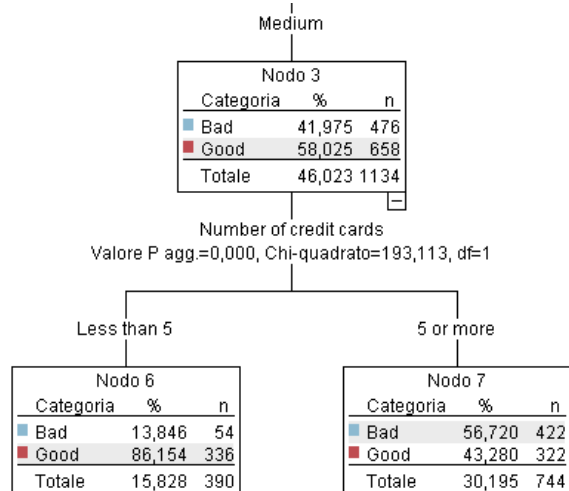 Medium
Nodo 3
Categoria % n
Bad 41,975 476
Good 58,025 658
Totale 46,023 1134
Number of credit cards
Valore P agg.=0,000, Chi-quadrato=193,113, df=1
Less than 5
5 or more
Nodo 6
Categoria % n
Bad 13,846 54
Good 86,154 336
Totale 15,828 390
Nodo 7
Categoria % n
Bad 56,720 422
Good 43,280 322
Totale 30,195 744